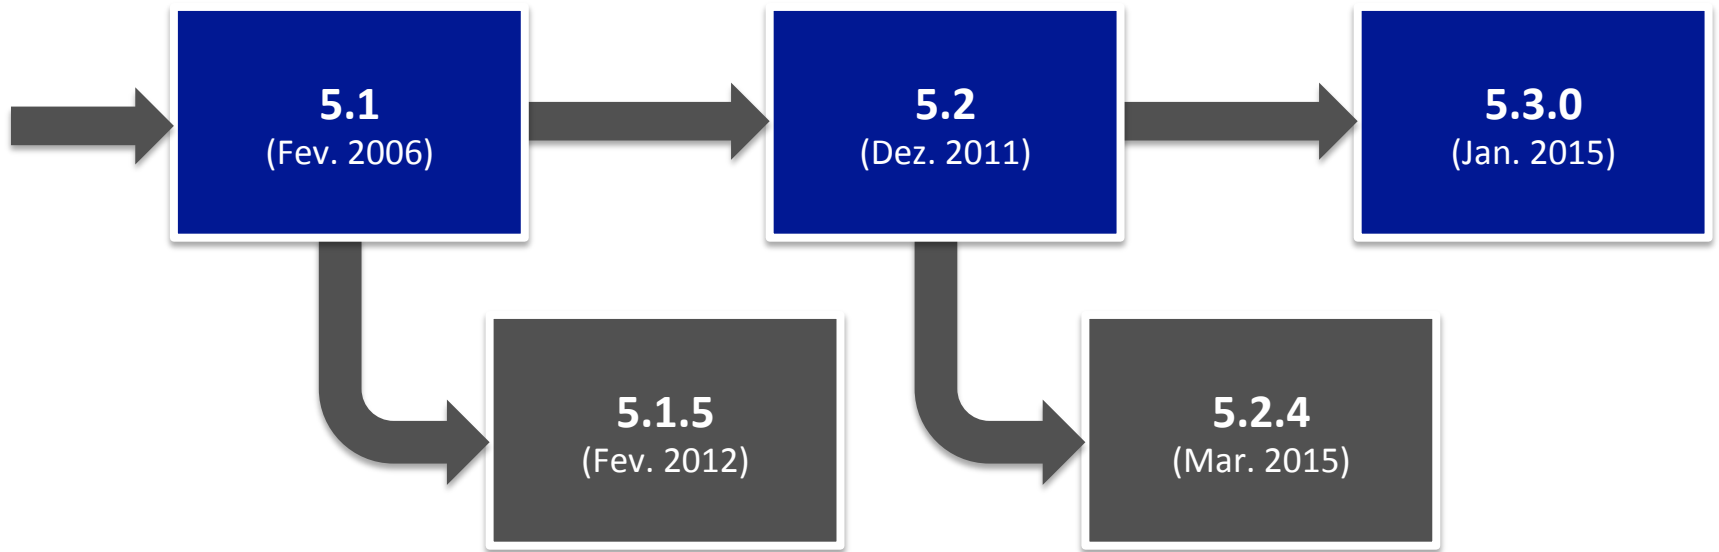 5.1
(Fev. 2006)
5.2
(Dez. 2011)
5.3.0
(Jan. 2015)
5.1.5
(Fev. 2012)
5.2.4
(Mar. 2015)